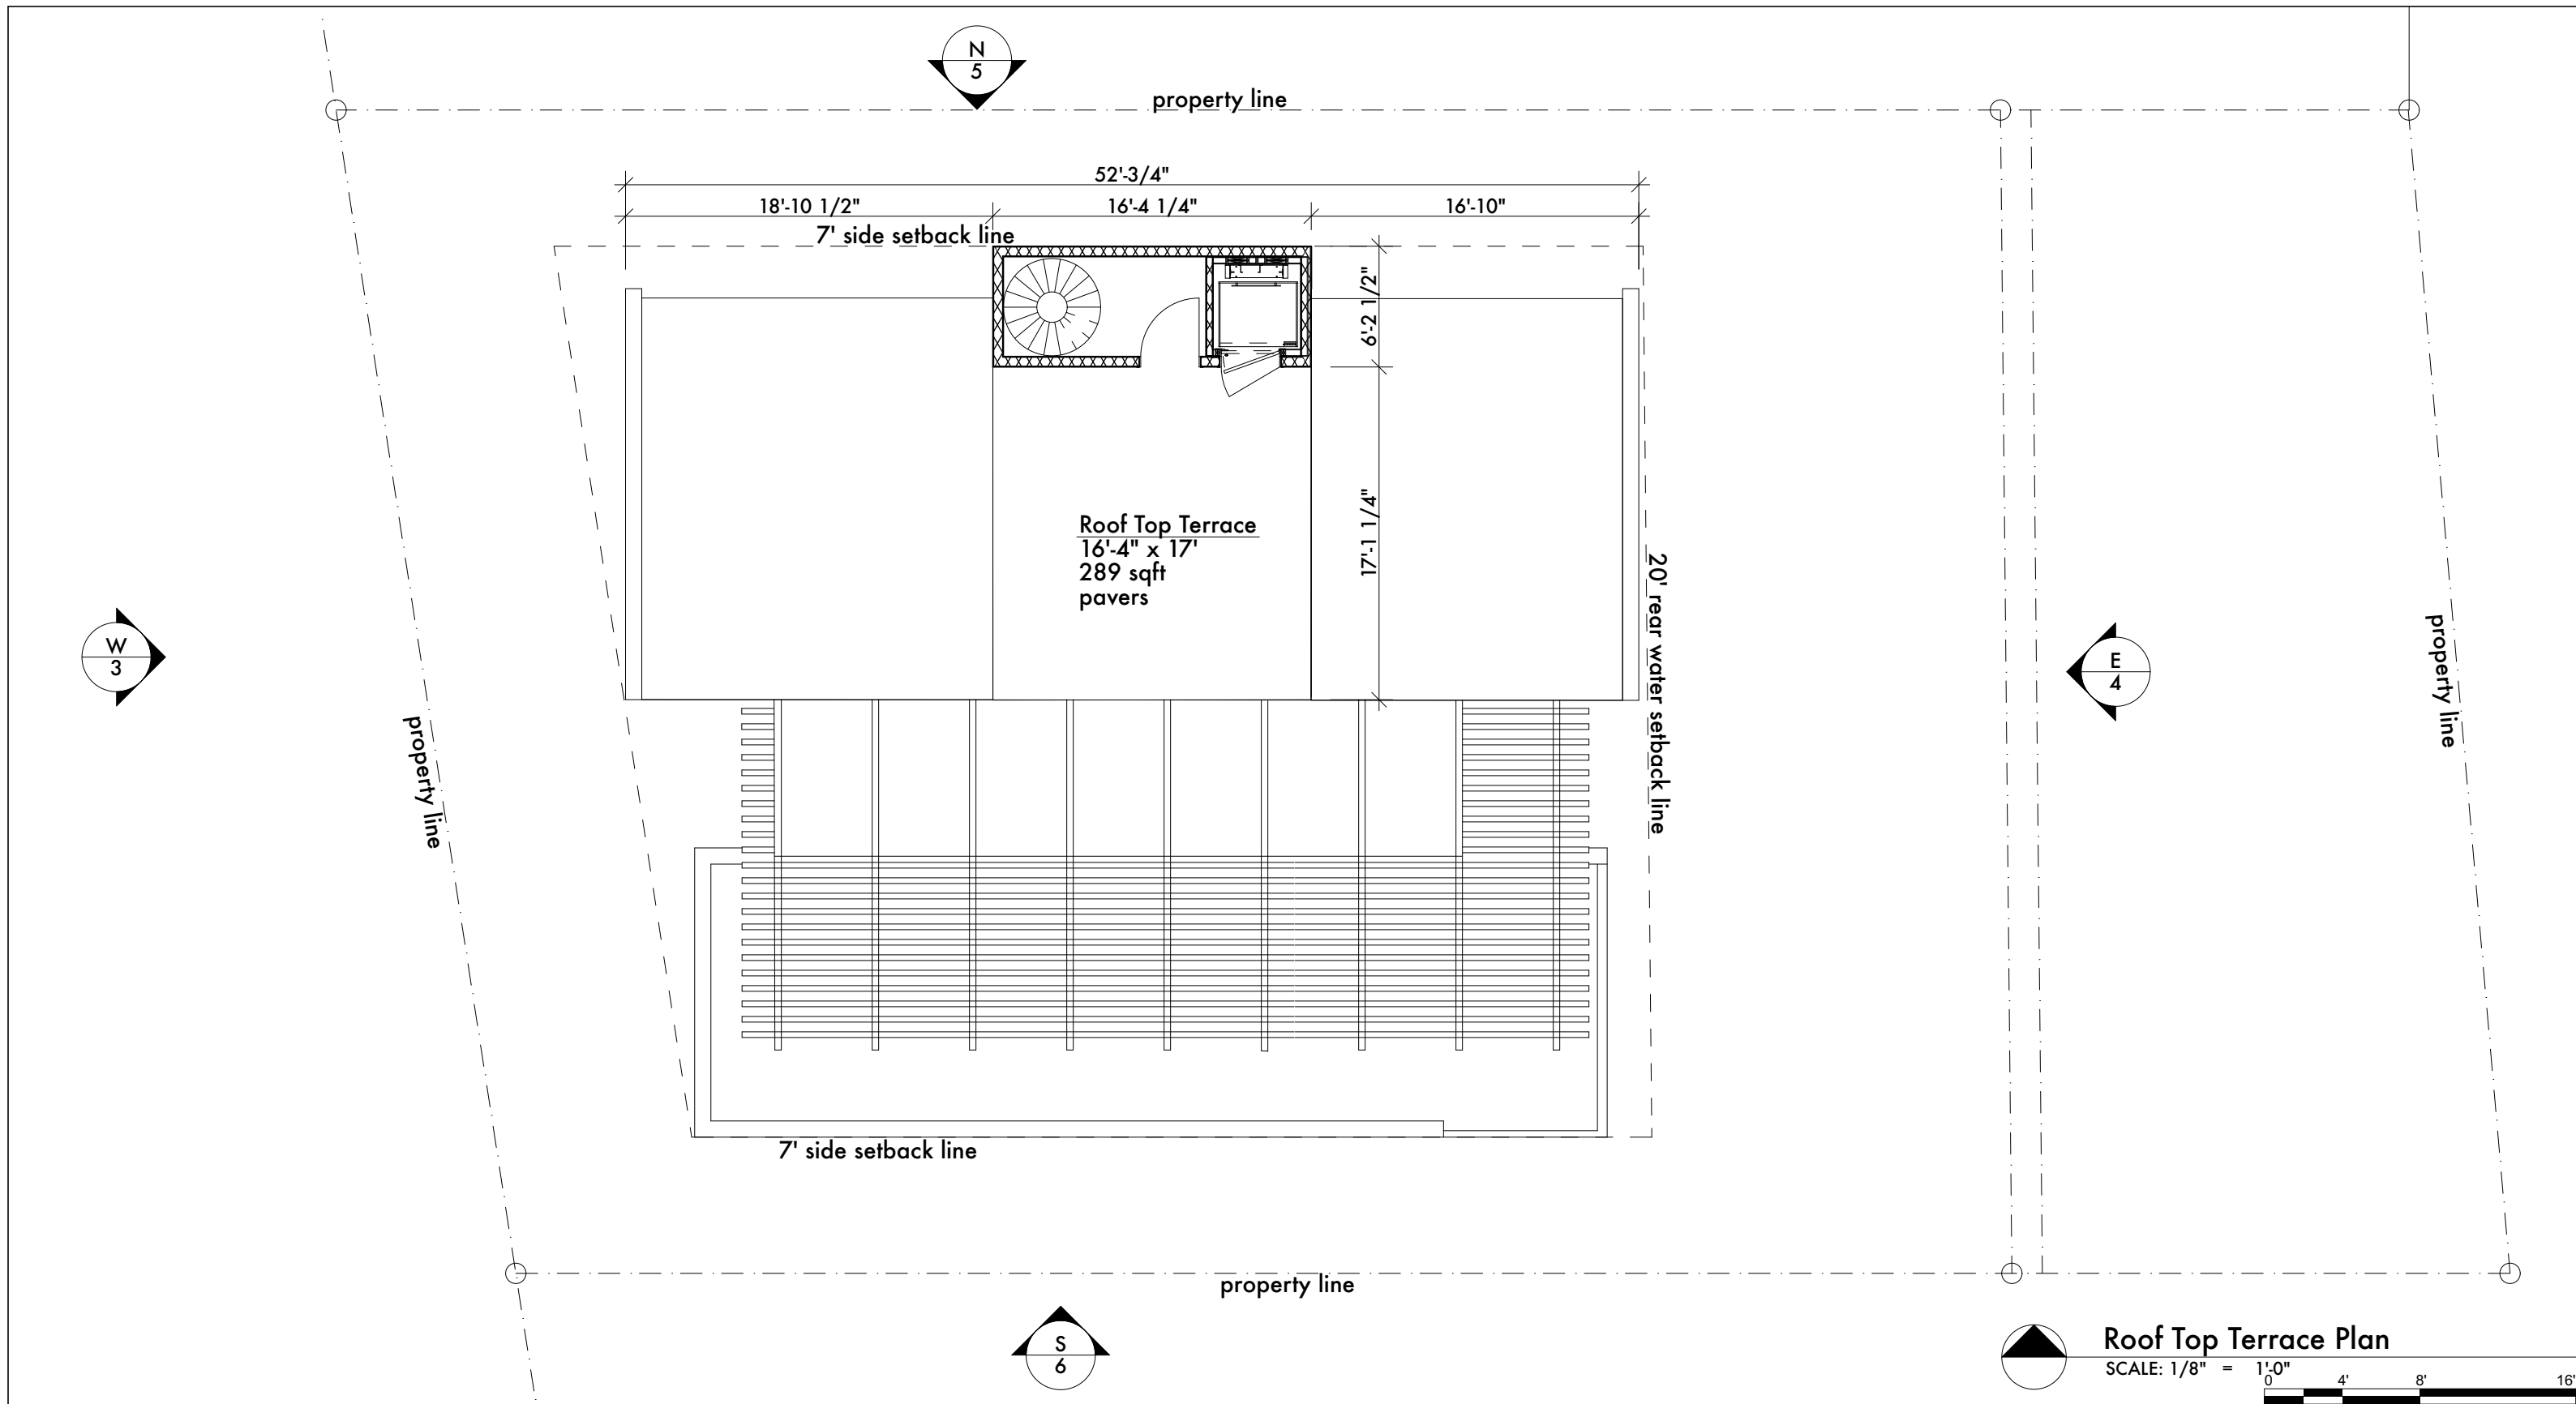 N
5
property line
52'-3/4"
18'-10 1/2"
16'-4 1/4"
16'-10"
7' side setback line
6'-2 1/2"
17'-1 1/4"
Roof Top Terrace
16'-4" x 17'
289 sqft
pavers
20' rear water setback line
W
3
E
4
property line
property line
7' side setback line
property line
S
6
Roof Top Terrace Plan
SCALE: 1/8" = 1'-0"
0 4' 8' 16'